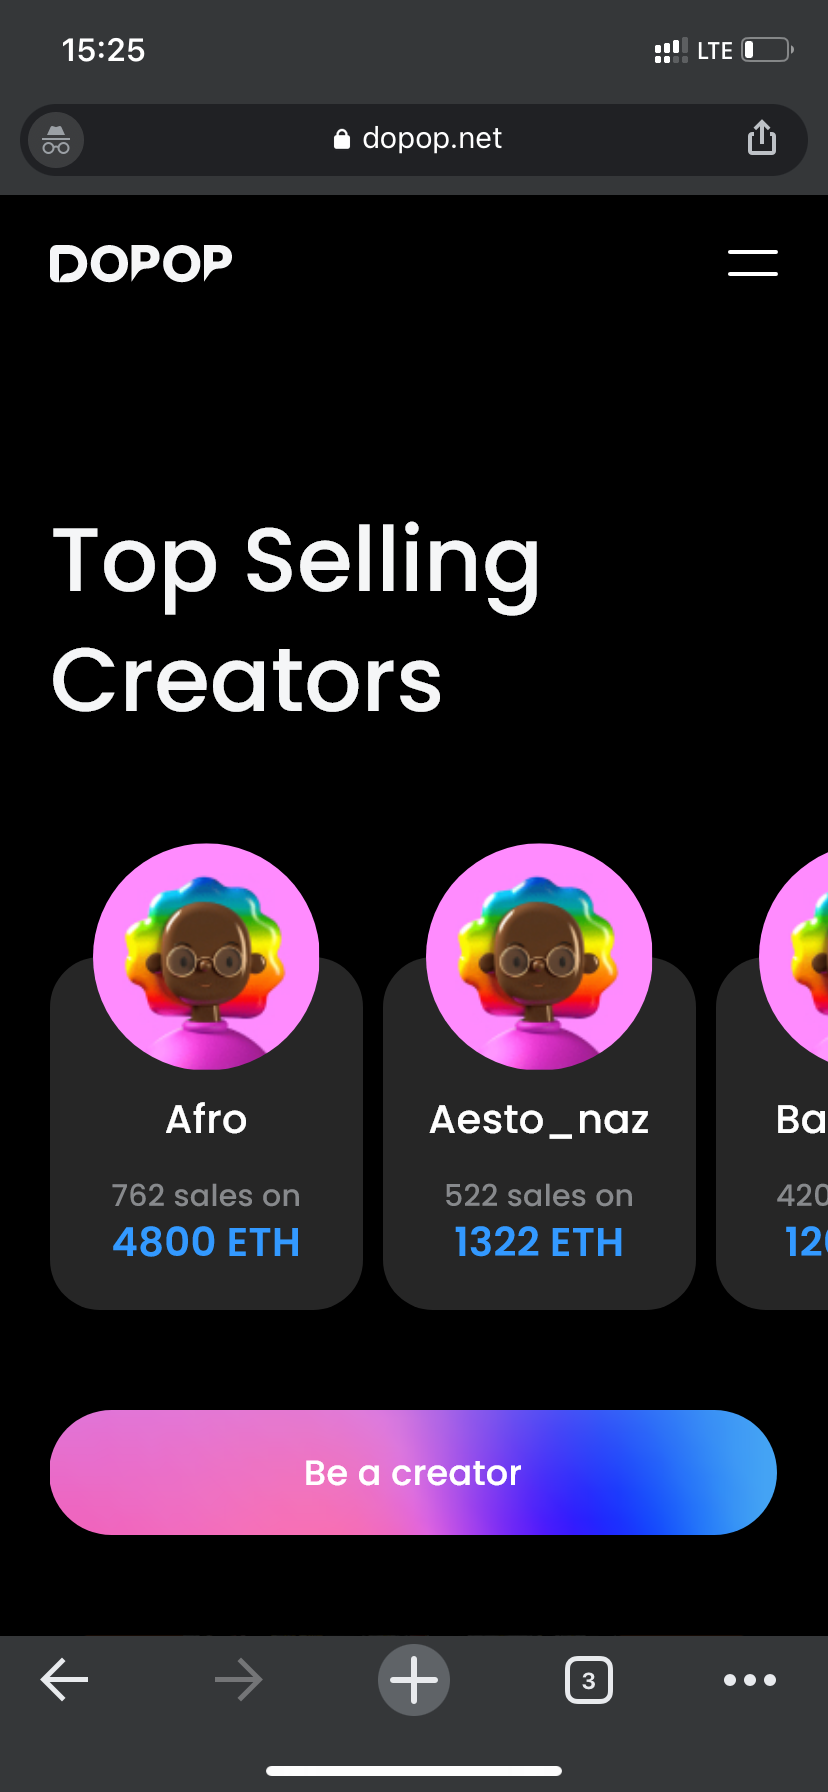 15:25
LTE
dopop.net
DOPOP
Top Selling
Creators
Afro
Aesto_naz
Ba
762 sales on
522 sales on
420
4800 ETH
1322 ETH
Be a creator
3